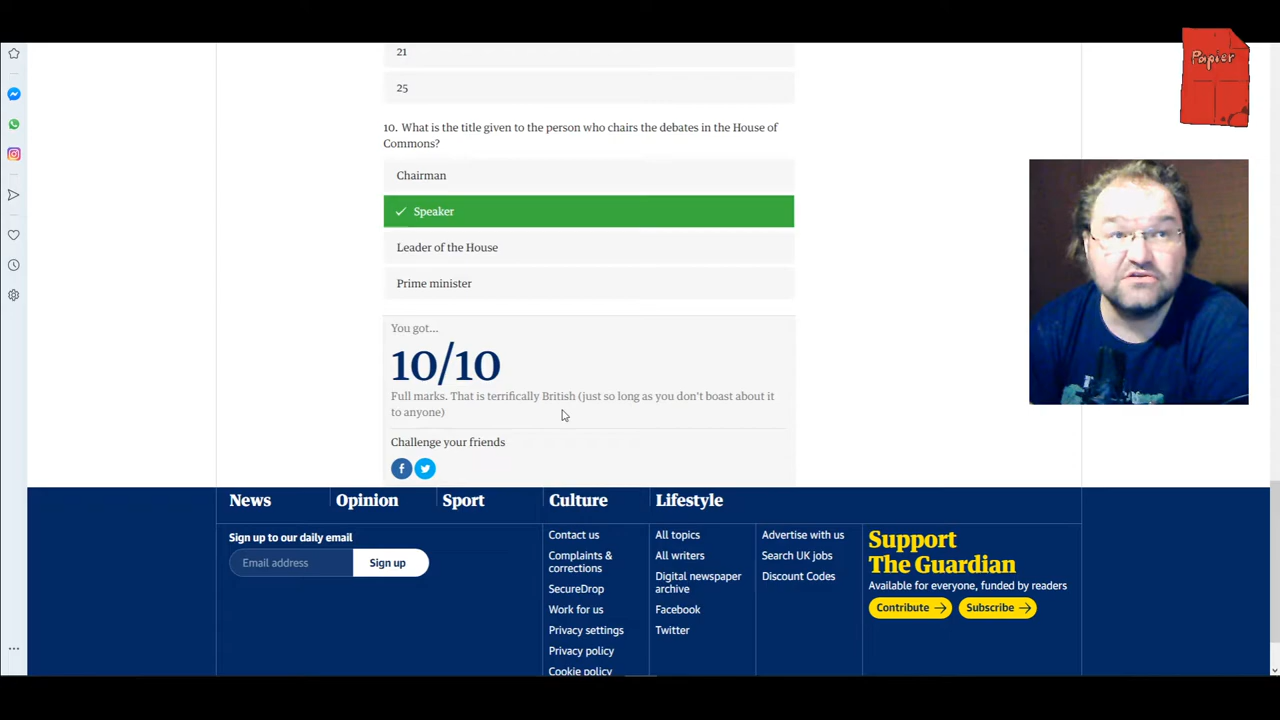 21
Papier
25
10. What is the title given to the person who chairs the debates in the House of
Commons?
Chairman
Speaker
Leader of the House
Prime minister
You got...
10/10
Full marks. That is terrifically British (just so long as you don't boast about it
to anyone)
Challenge your friends
News
Opinion
Sport
Culture
Lifestyle
Sign up to our daily email
Email address
Sign up
Contact us
Complaints &
corrections
SecureDrop
Work for us
Privacy settings
Privacy policy
Cookie policy
All topics
All writers
Digital newspaper
archive
Facebook
Twitter
Advertise with us
Search UK jobs
Discount Codes
Support
The Guardian
Available for everyone, funded by readers
Contribute
Subscribe